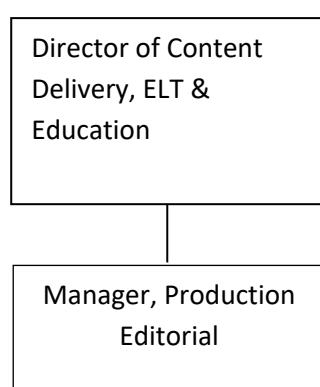 Director of Content
Delivery, ELT &
Education
Manager, Production
Editorial